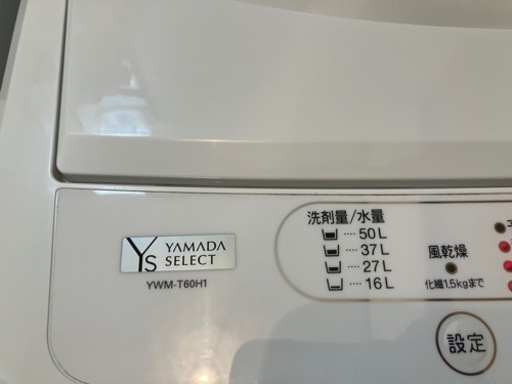 YS YAMADA
SELECT
YWM-T60H1
洗剤量/水量
···· 50L
···· 37L
···· 27L
···· 16L
風乾燥
化繊1.5kgまで
設定